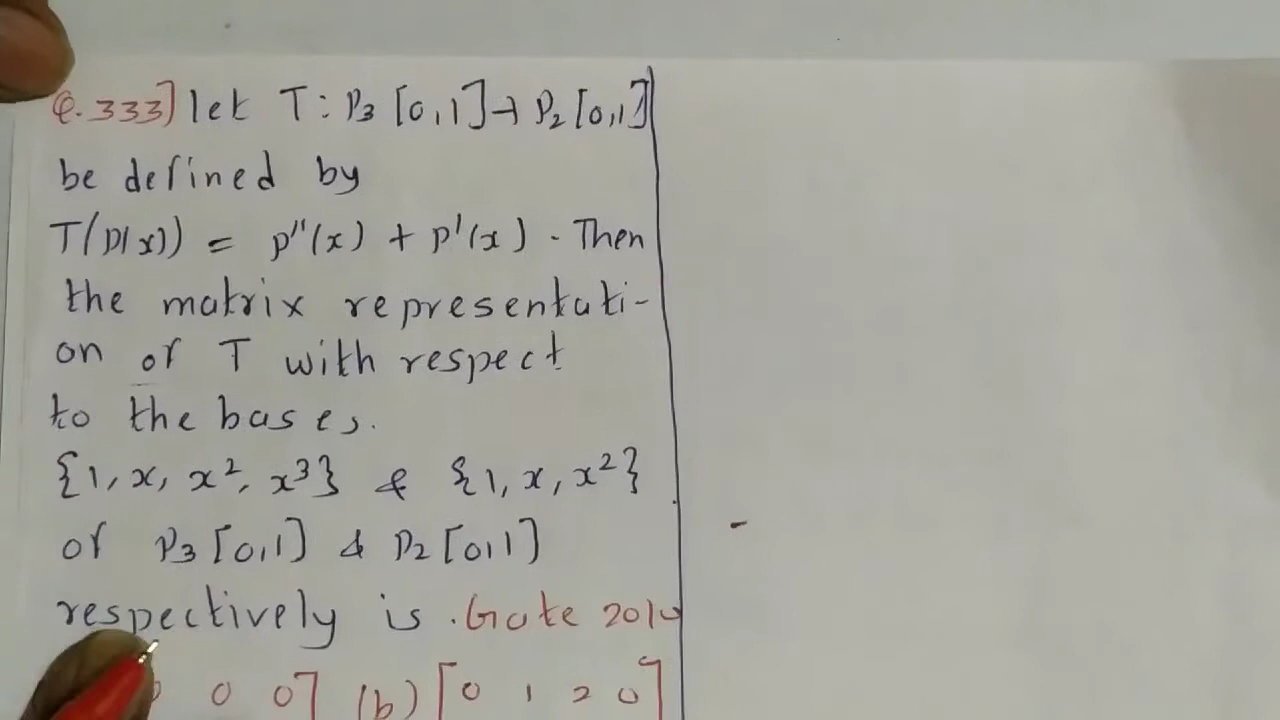 Q.333] let T : P₃ [0,1] → P₂ [0,1]
be defined by
T(p(x)) = p''(x) + p'(x) . Then
the matrix representati-
on of T with respect
to the bases.
{1, x, x², x³} & {1, x, x²}
of P₃ [0,1] & P₂ [0,1]
respectively is . Gate
0 0] (b) [0 1 2 0]